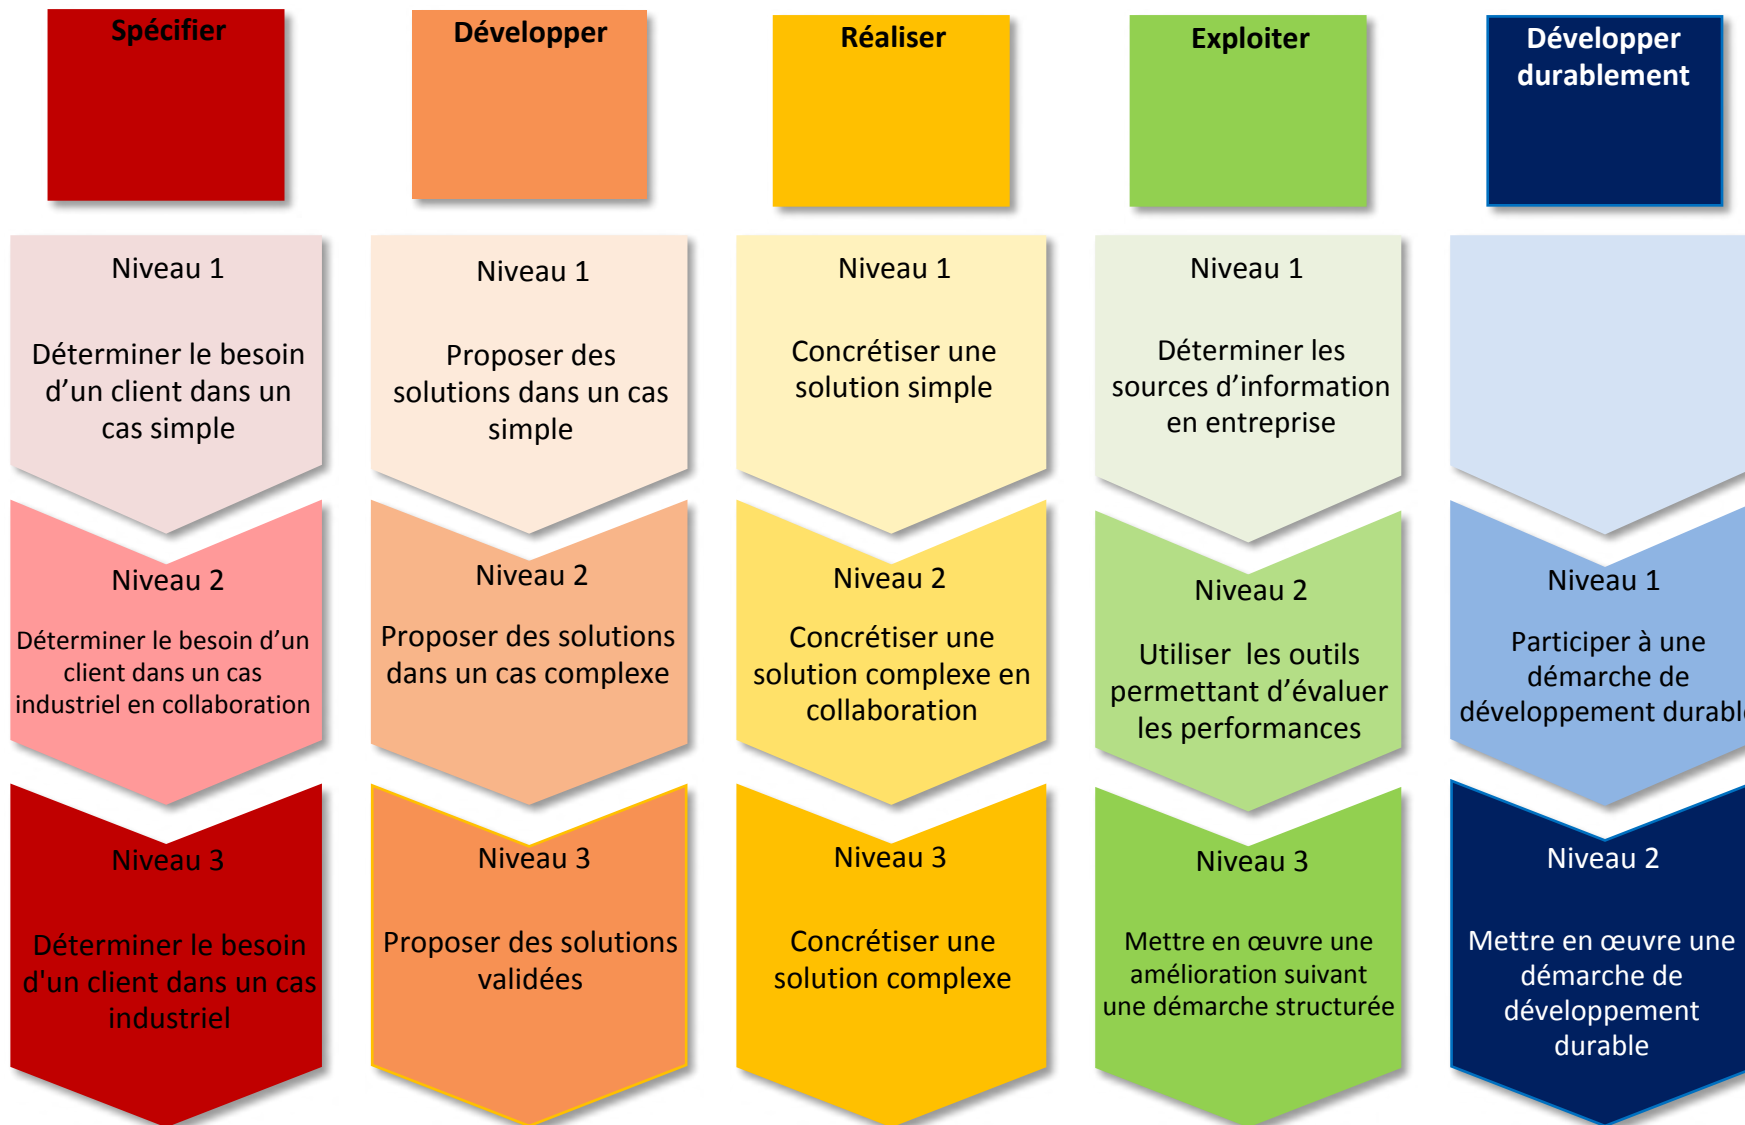 Spécifier
Développer
Réaliser
Exploiter
Développer
durablement
Niveau 1
Déterminer le besoin
d’un client dans un
cas simple
Niveau 1
Proposer des
solutions dans un cas
simple
Niveau 1
Concrétiser une
solution simple
Niveau 1
Déterminer les
sources d’information
en entreprise
Niveau 2
Déterminer le besoin d’un
client dans un cas
industriel en collaboration
Niveau 2
Proposer des solutions
dans un cas complexe
Niveau 2
Concrétiser une
solution complexe en
collaboration
Niveau 2
Utiliser  les outils
permettant d’évaluer
les performances
Niveau 1
Participer à une
démarche de
développement durable
Niveau 3
Déterminer le besoin
d'un client dans un cas
industriel
Niveau 3
Proposer des solutions
validées
Niveau 3
Concrétiser une
solution complexe
Niveau 3
Mettre en œuvre une
amélioration suivant
une démarche structurée
Niveau 2
Mettre en œuvre une
démarche de
développement
durable